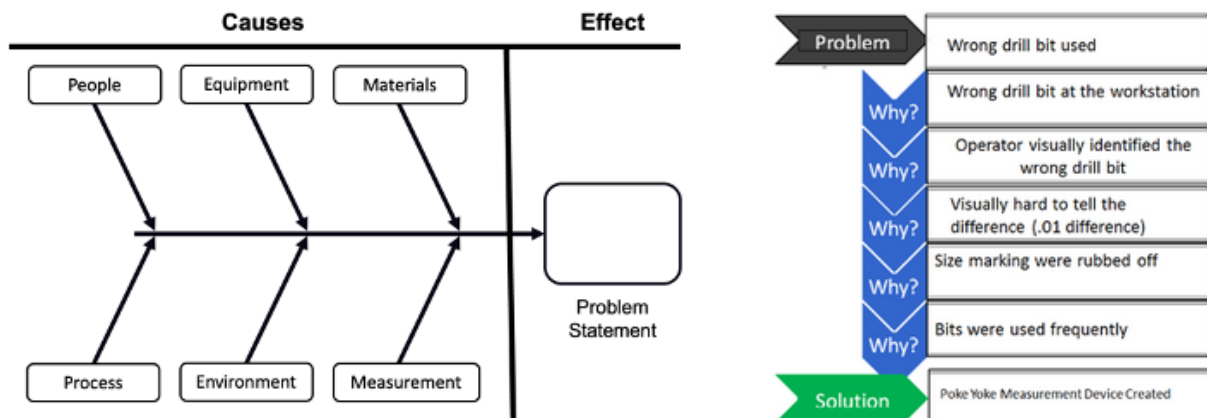 Causes
Effect
People
Equipment
Materials
Problem
Statement
Process
Environment
Measurement
Problem
Wrong drill bit used
Why?
Wrong drill bit at the workstation
Why?
Operator visually identified the
wrong drill bit
Why?
Visually hard to tell the
difference (.01 difference)
Why?
Size marking were rubbed off
Why?
Bits were used frequently
Solution
Poke Yoke Measurement Device Created